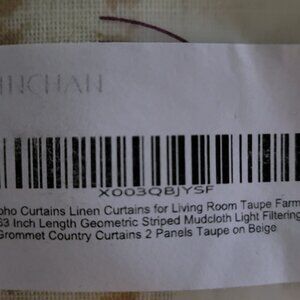 INCHAN
X003QBJYSF
oho Curtains Linen Curtains for Living Room Taupe Farm
63 Inch Length Geometric Striped Mudcloth Light Filtering
Grommet Country Curtains 2 Panels Taupe on Beige